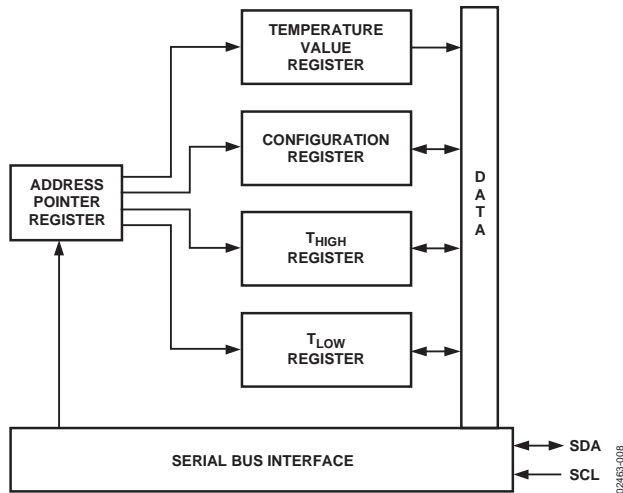 TEMPERATURE
VALUE
REGISTER
CONFIGURATION
REGISTER
ADDRESS
POINTER
REGISTER
D
A
T
A
THIGH
REGISTER
TLOW
REGISTER
SERIAL BUS INTERFACE
SDA
SCL
02463-008